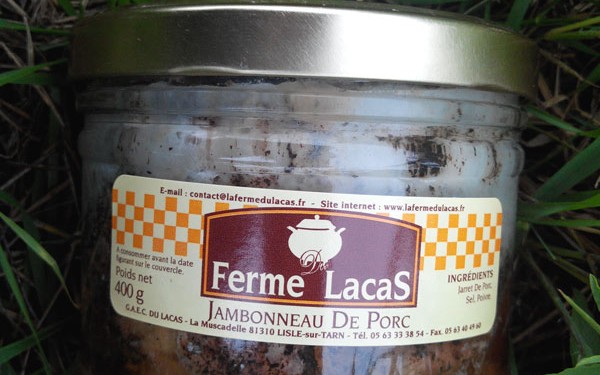 E-mail : contact@lafermedulacas.fr - Site internet : www.lafermedulacas.fr
A consommer avant la date
figurant sur le couvercle.
Poids net
400 g
Ferme LacaS
INGRÉDIENTS
Jarret De Porc,
Sel, Poivre.
JAMBONNEAU DE PORC
G.A.E.C. DU LACAS - La Muscadelle 81310 LISLE-sur-TARN - Tél. 05 63 33 38 54 - Fax. 05 63 40 49 60